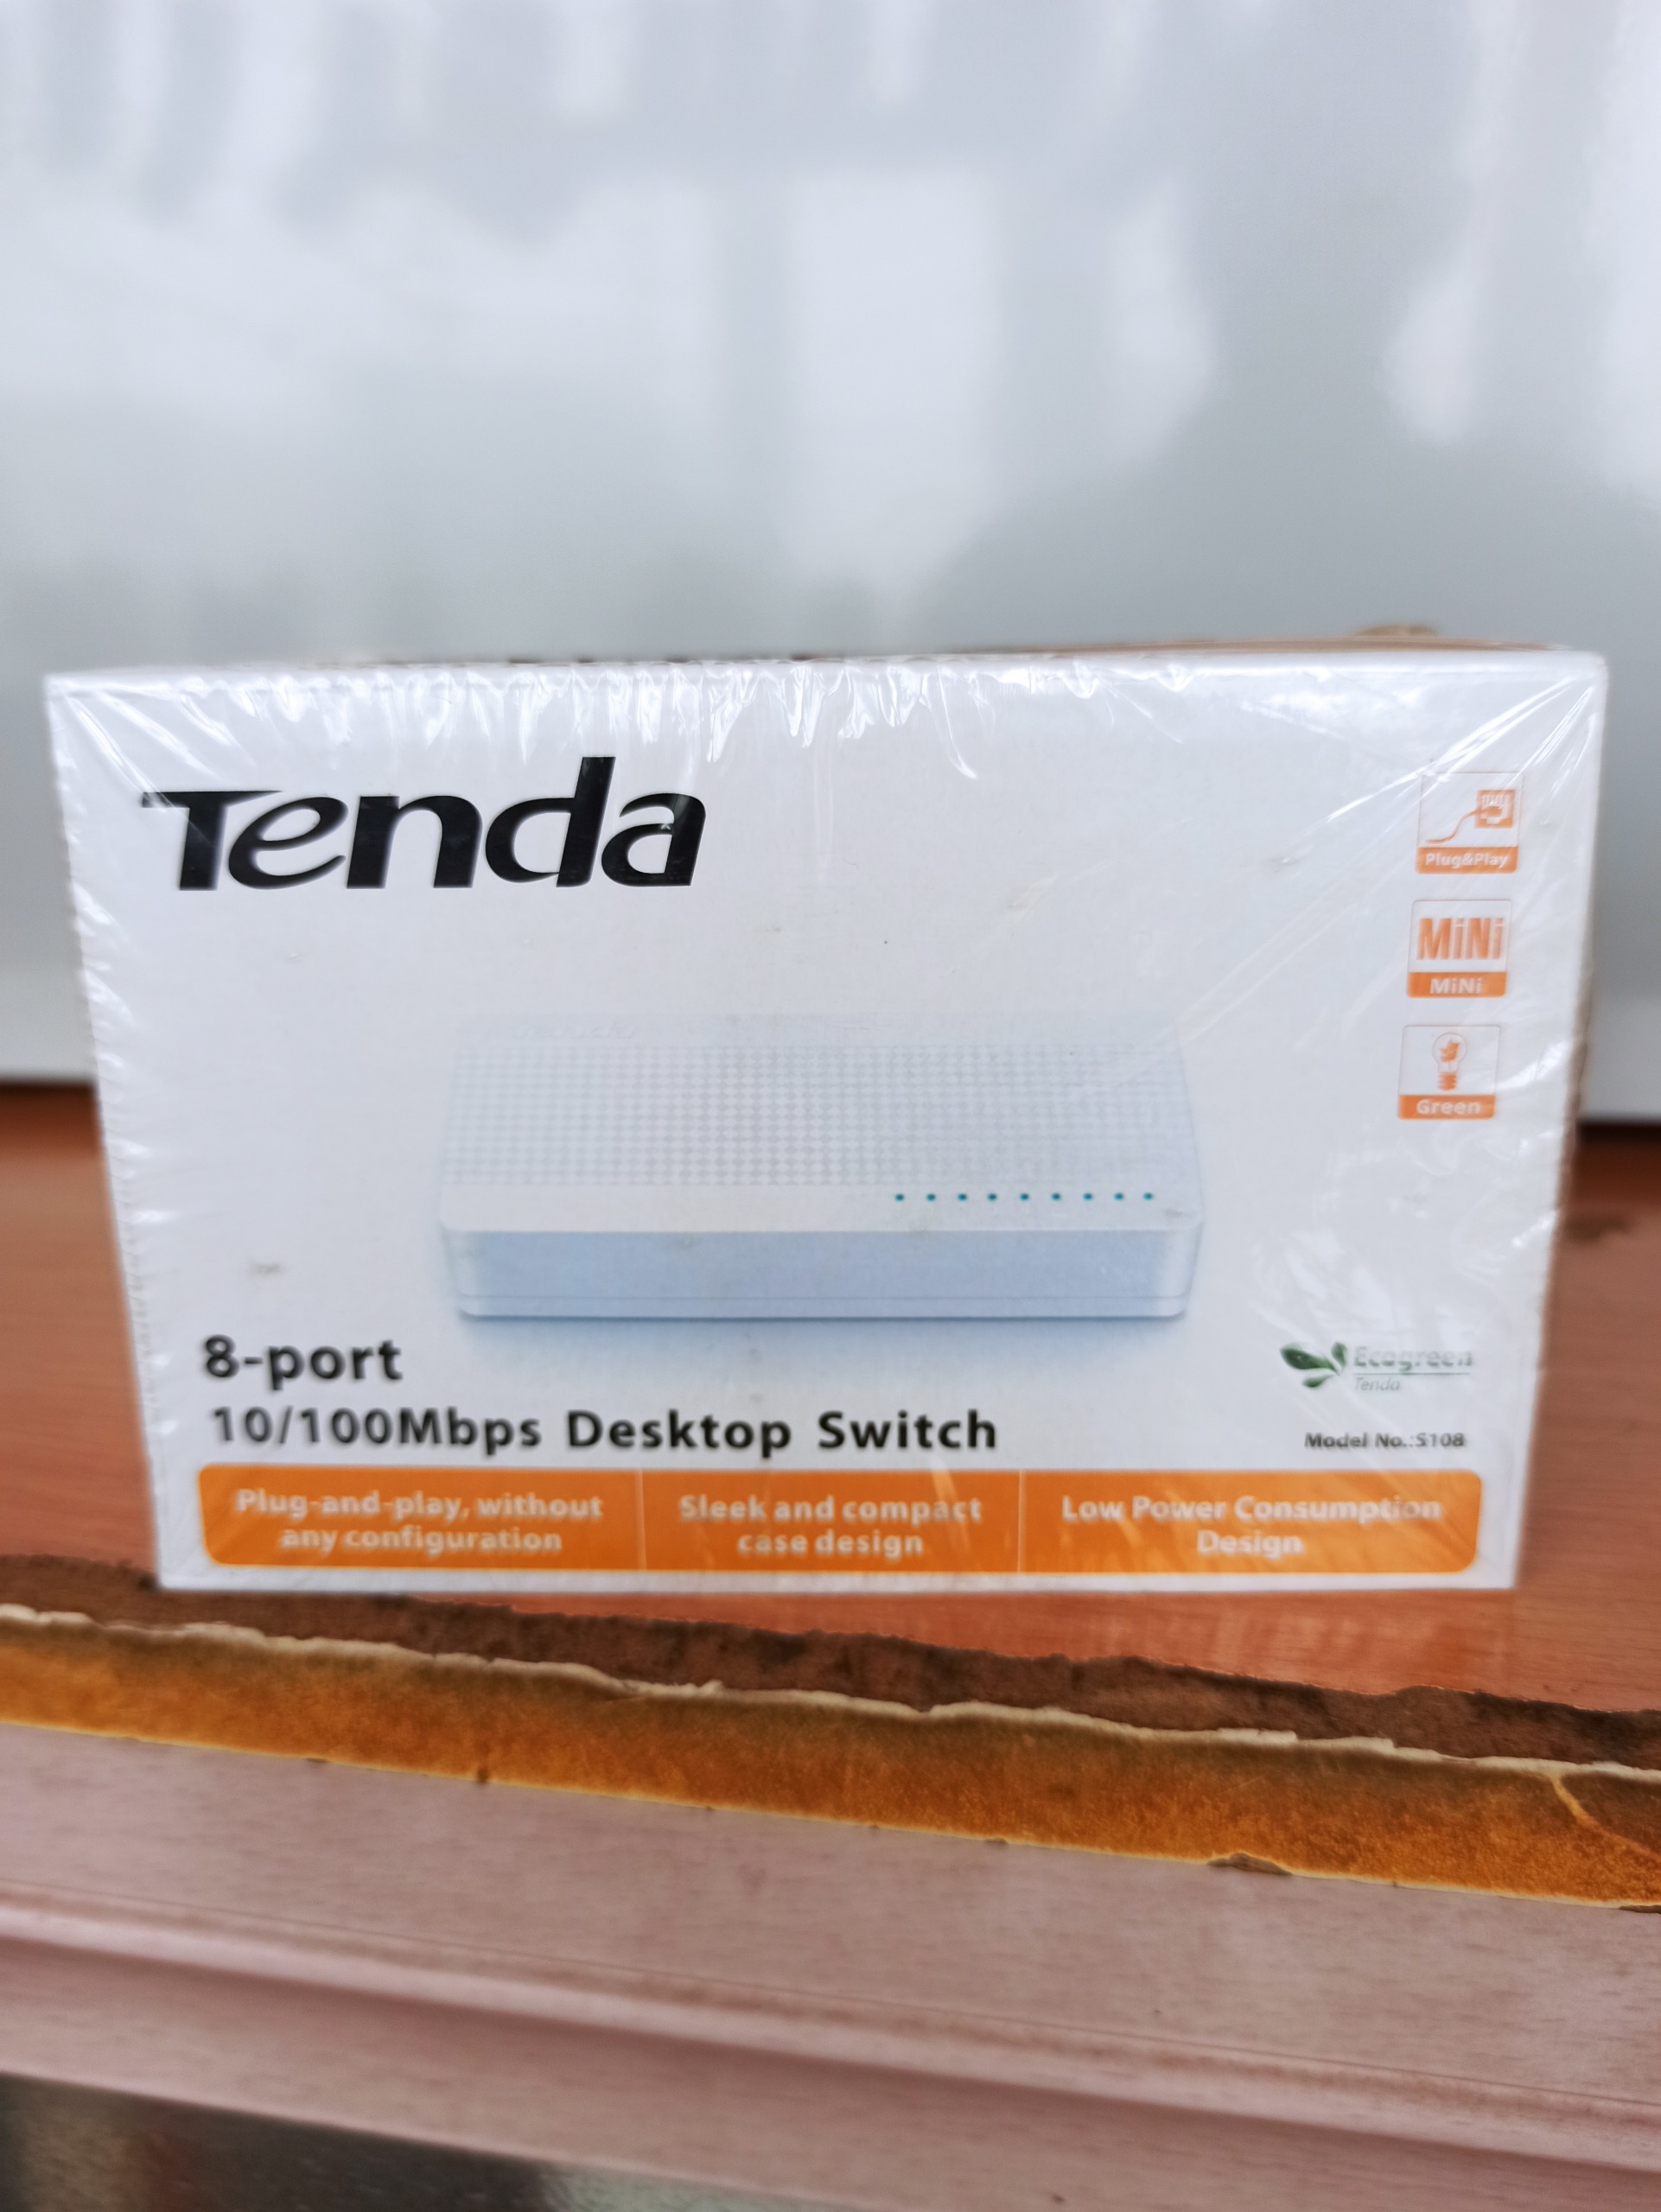 Tenda
Plug&Play
MiNi
MiNi
Green
8-port
10/100Mbps Desktop Switch
Ecogreen
Tenda
Model No.:S108
Plug-and-play, without
any configuration
Sleek and compact
case design
Low Power Consumption
Design